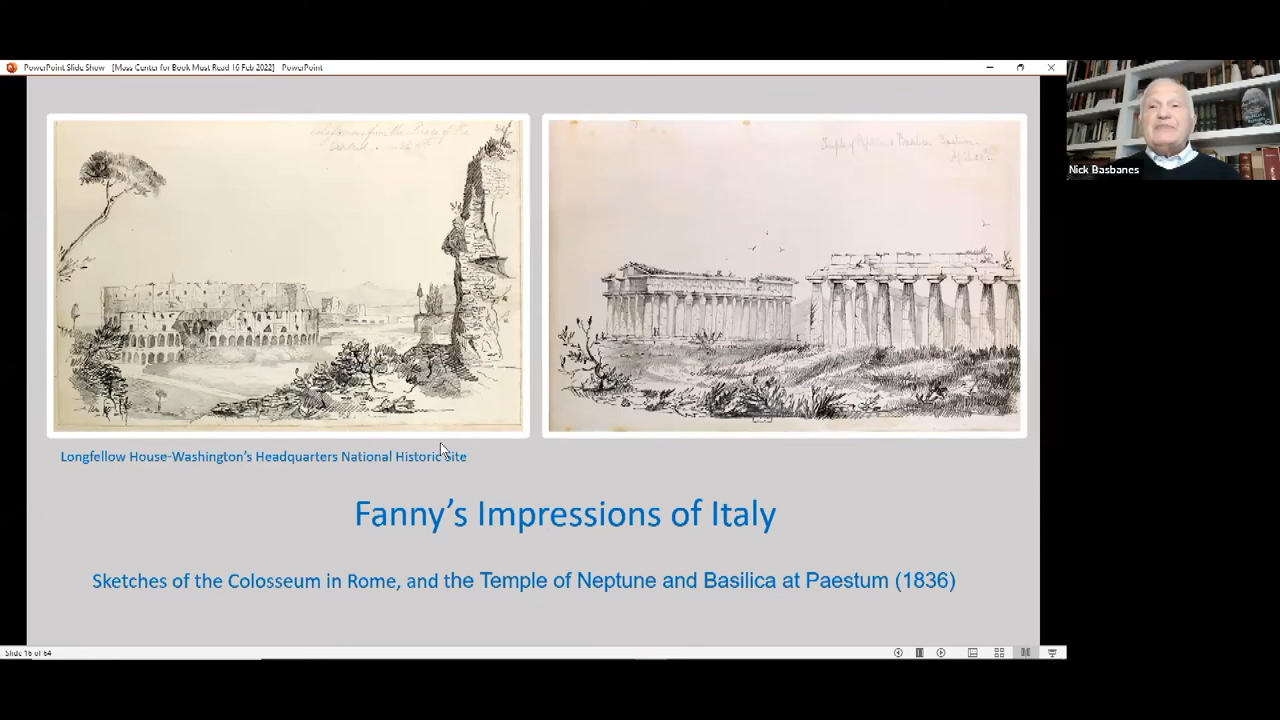 PowerPoint Slide Show - [Mass Center for Book Must Read 16 Feb 2022] - PowerPoint
Nick Basbanes
Longfellow House-Washington's Headquarters National Historic Site
Fanny's Impressions of Italy
Sketches of the Colosseum in Rome, and the Temple of Neptune and Basilica at Paestum (1836)
Slide 16 of 64